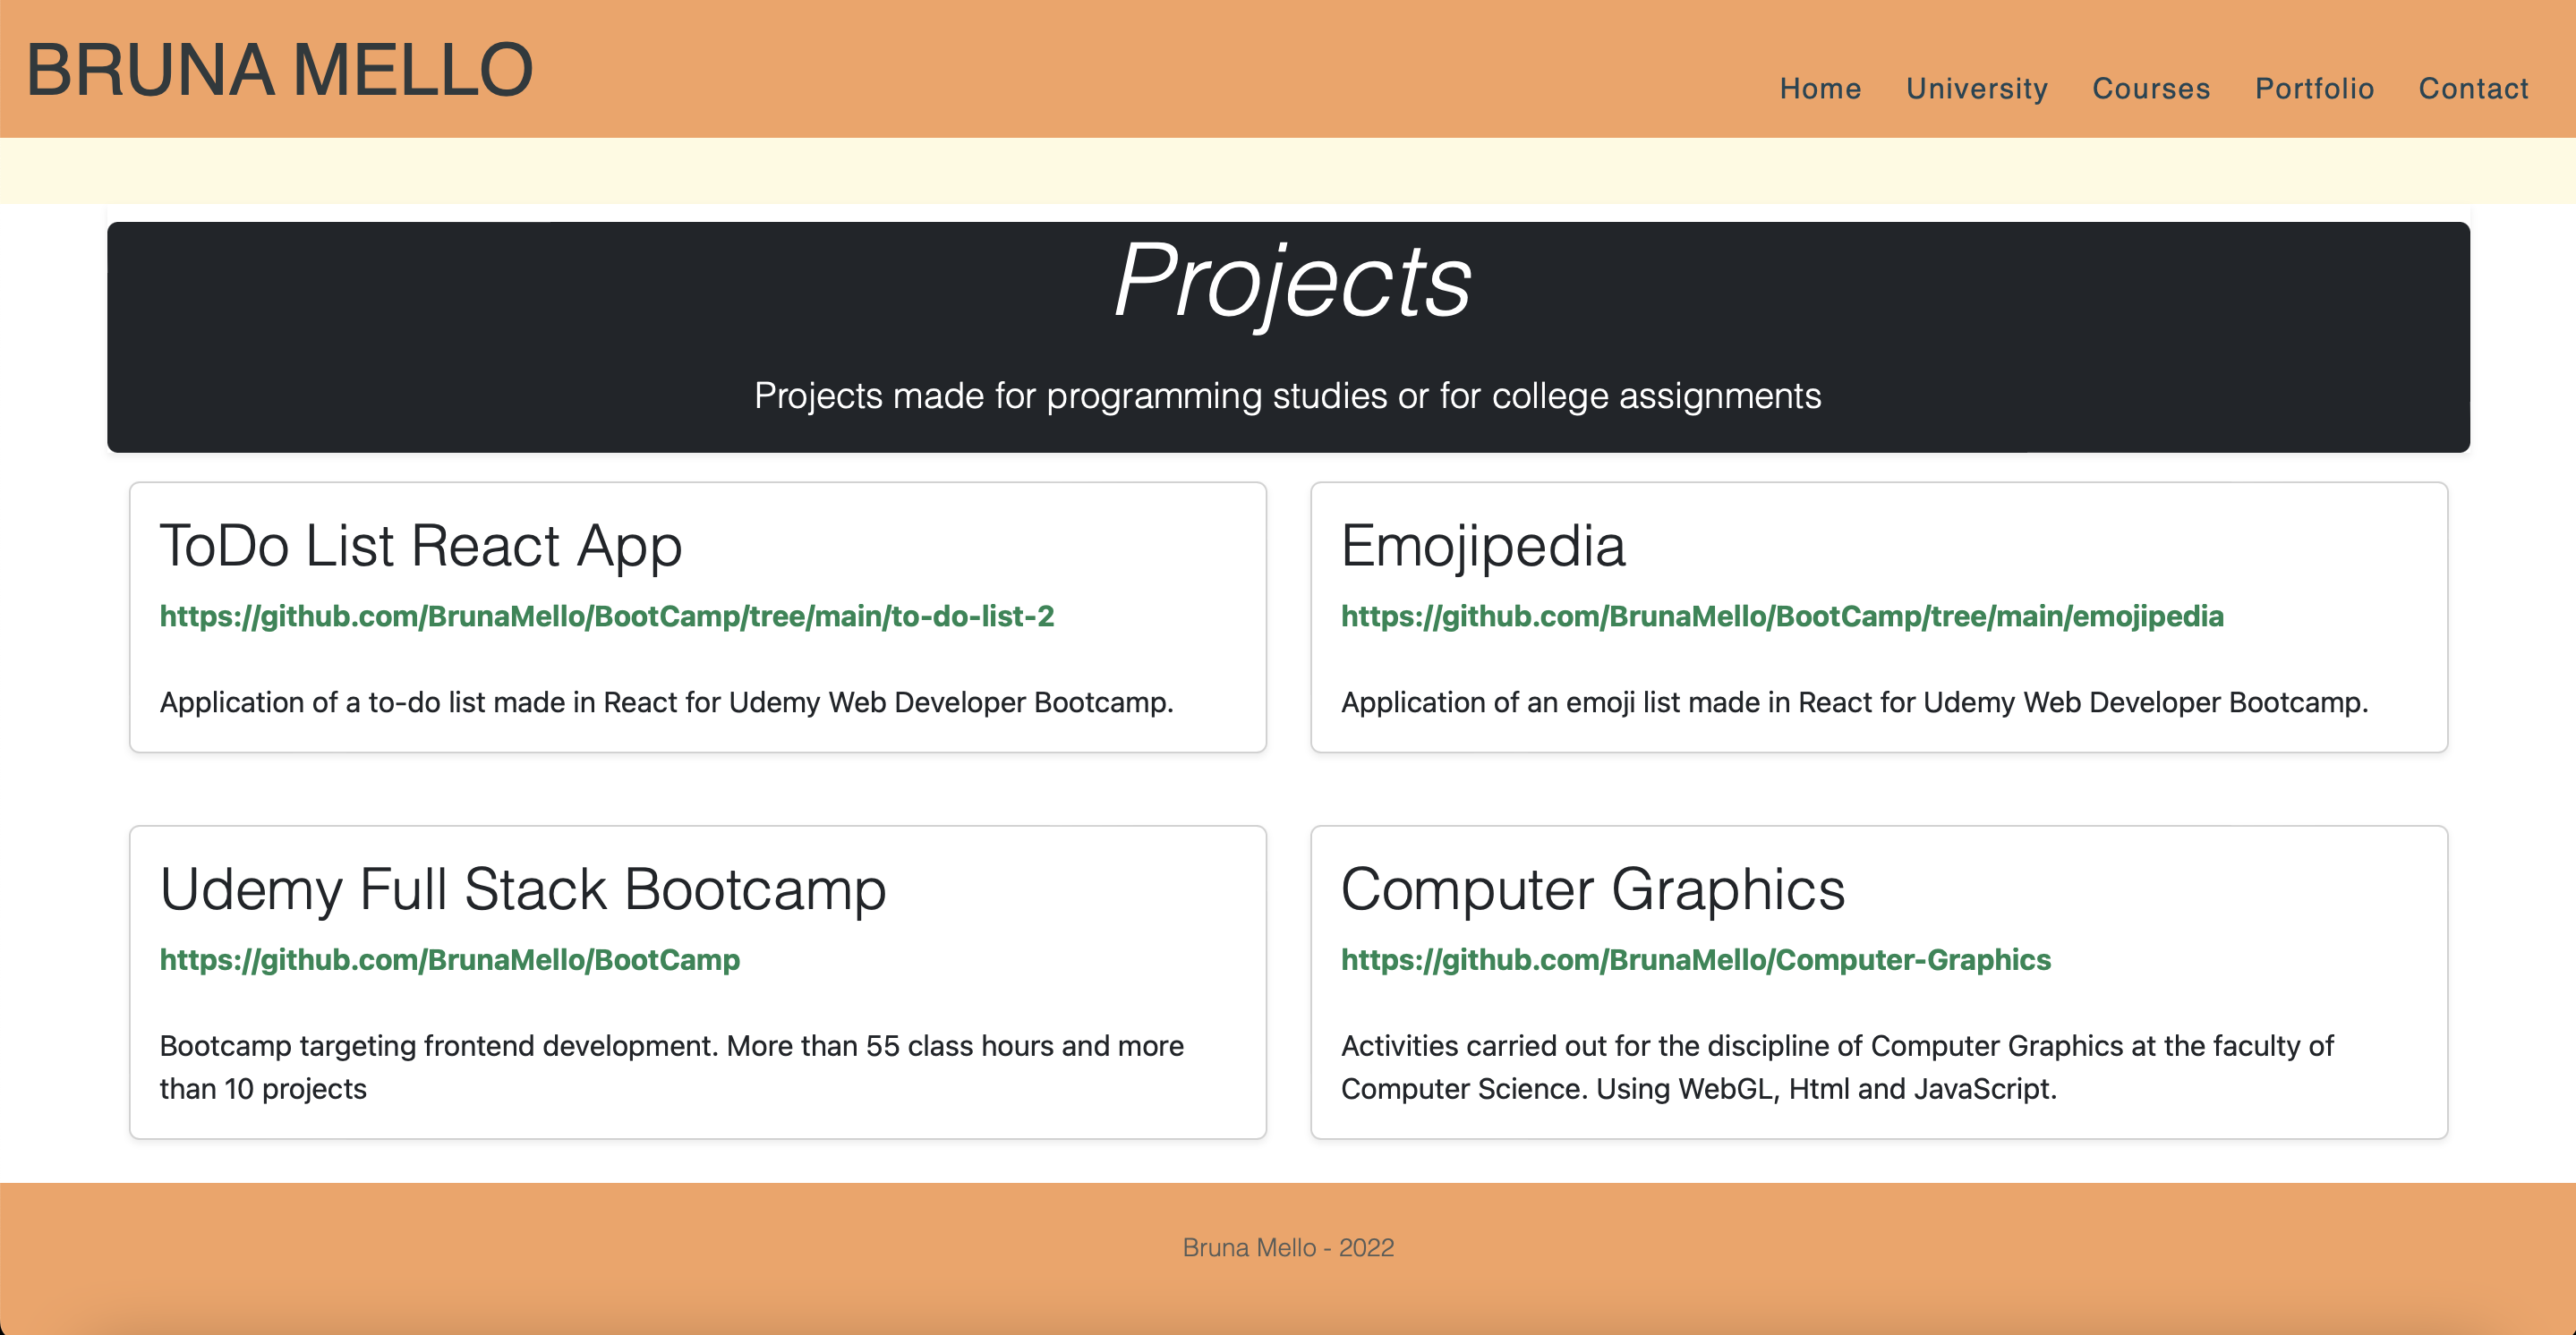 BRUNA MELLO
Home University Courses Portfolio Contact
Projects
Projects made for programming studies or for college assignments
ToDo List React App
https://github.com/BrunaMello/BootCamp/tree/main/to-do-list-2
Application of a to-do list made in React for Udemy Web Developer Bootcamp.
Emojipedia
https://github.com/BrunaMello/BootCamp/tree/main/emojipedia
Application of an emoji list made in React for Udemy Web Developer Bootcamp.
Udemy Full Stack Bootcamp
https://github.com/BrunaMello/BootCamp
Bootcamp targeting frontend development. More than 55 class hours and more
than 10 projects
Computer Graphics
https://github.com/BrunaMello/Computer-Graphics
Activities carried out for the discipline of Computer Graphics at the faculty of
Computer Science. Using WebGL, Html and JavaScript.
Bruna Mello - 2022